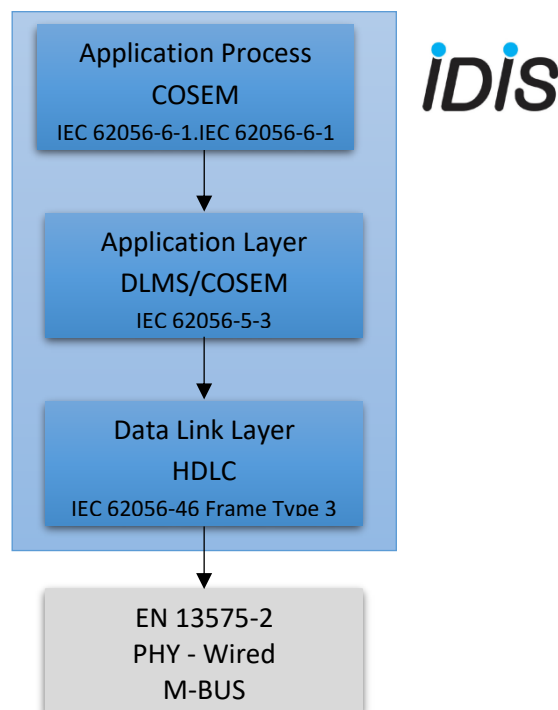 Application Process
COSEM
IEC 62056-6-1.IEC 62056-6-1
iDiS
Application Layer
DLMS/COSEM
IEC 62056-5-3
Data Link Layer
HDLC
IEC 62056-46 Frame Type 3
EN 13575-2
PHY - Wired
M-BUS